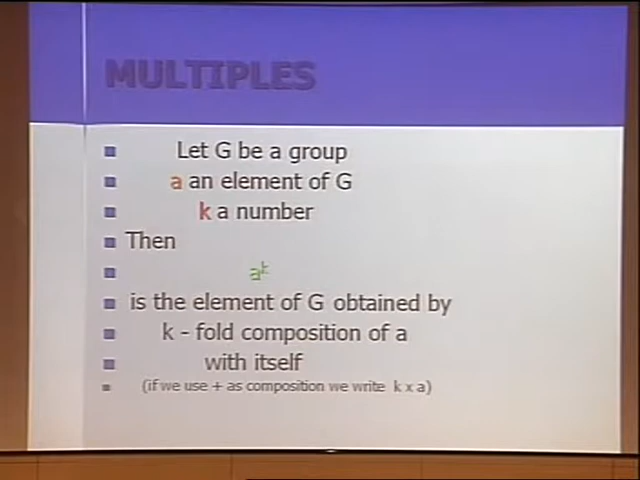 MULTIPLES
Let G be a group
a an element of G
k a number
Then
a^k
is the element of G obtained by
k - fold composition of a
with itself
(if we use + as composition we write k x a)